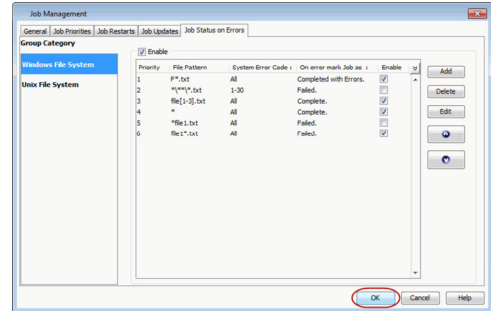 Job Management
General Job Priorities Job Restarts Job Updates Job Status on Errors
Group Category
Enable
Windows File System
Unix File System
Priority File Pattern System Error Code On error mark Job as Enable
1 F*.txt All Completed with Errors.
2 *\**\*.txt 1-30 Failed.
3 file[1-3].txt All Complete.
4 * All Complete.
5 *file1.txt All Failed.
6 file1*.txt All Failed.
Add
Delete
Edit
OK Cancel Help